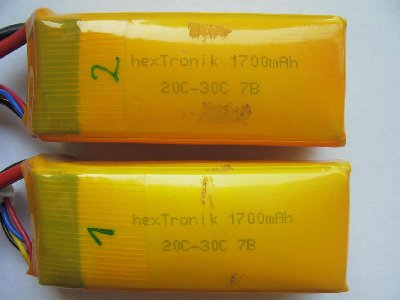 2
hexTronik 1700mAh
20C-30C 7B
1
hexTronik 1700mAh
20C-30C 7B